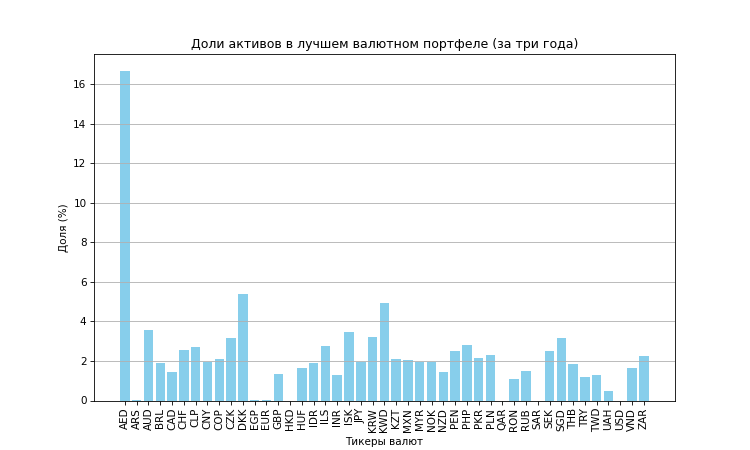 Доли активов в лучшем валютном портфеле (за три года)
Доля (%)
16
14
12
10
8
6
4
2
0
AED ARS AUD BRL CAD CHF CLP CNY COP CZK DKK EGP EUR GBP HKD HUF IDR ILS INR ISK JPY KRW KWD KZT MXN MYR NOK NZD PEN PHP PKR PLN QAR RON RUB SAR SEK SGD THB TRY TWD UAH USD VND ZAR
Тикеры валют